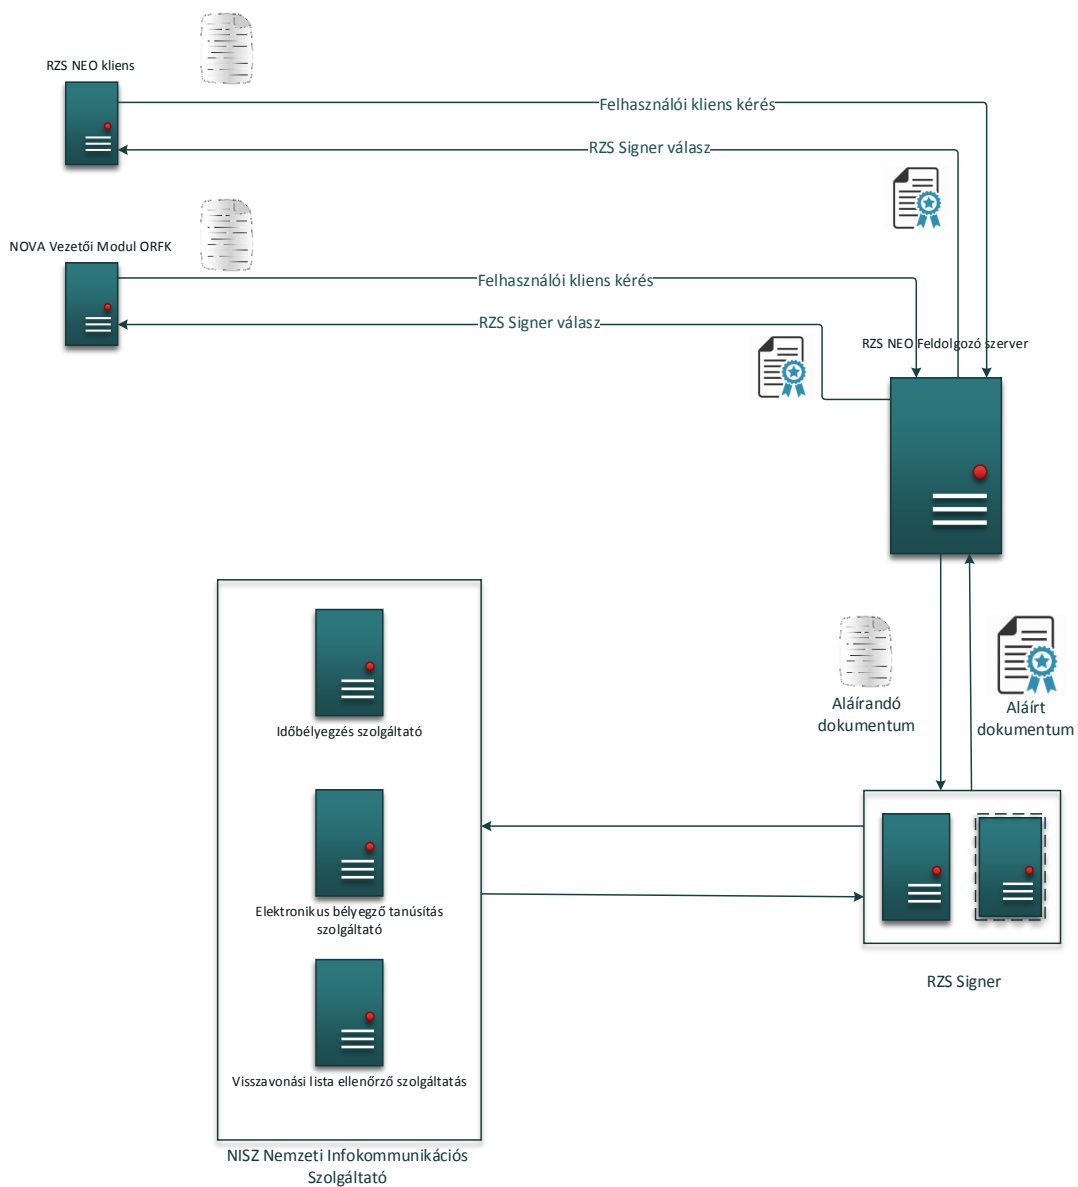 RZS NEO kliens
Felhasználói kliens kérés
RZS Signer válasz
NOVA Vezetői Modul ORFK
Felhasználói kliens kérés
RZS Signer válasz
RZS NEO Feldolgozó szerver
Aláírandó
dokumentum
Aláírt
dokumentum
Időbélyegzés szolgáltató
Elektronikus bélyegző tanúsítás
szolgáltató
RZS Signer
Visszavonási lista ellenőrző szolgáltatás
NISZ Nemzeti Infokommunikációs
Szolgáltató